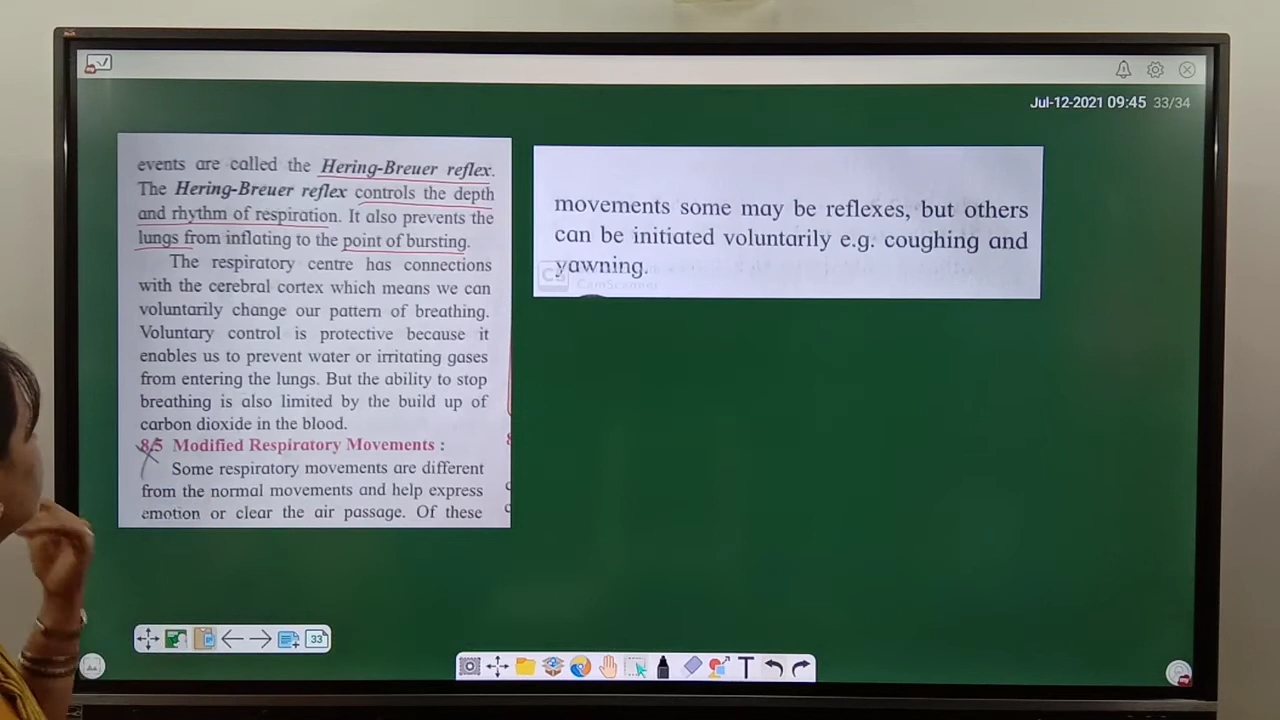 Jul-12-2021 09:45 33/34
events are called the Hering-Breuer reflex.
The Hering-Breuer reflex controls the depth
and rhythm of respiration. It also prevents the
lungs from inflating to the point of bursting.
The respiratory centre has connections
with the cerebral cortex which means we can
voluntarily change our pattern of breathing.
Voluntary control is protective because it
enables us to prevent water or irritating gases
from entering the lungs. But the ability to stop
breathing is also limited by the build up of
carbon dioxide in the blood.
8.5 Modified Respiratory Movements :
Some respiratory movements are different
from the normal movements and help express
emotion or clear the air passage. Of these
movements some may be reflexes, but others
can be initiated voluntarily e.g. coughing and
yawning.
CS CamScanner
33
T